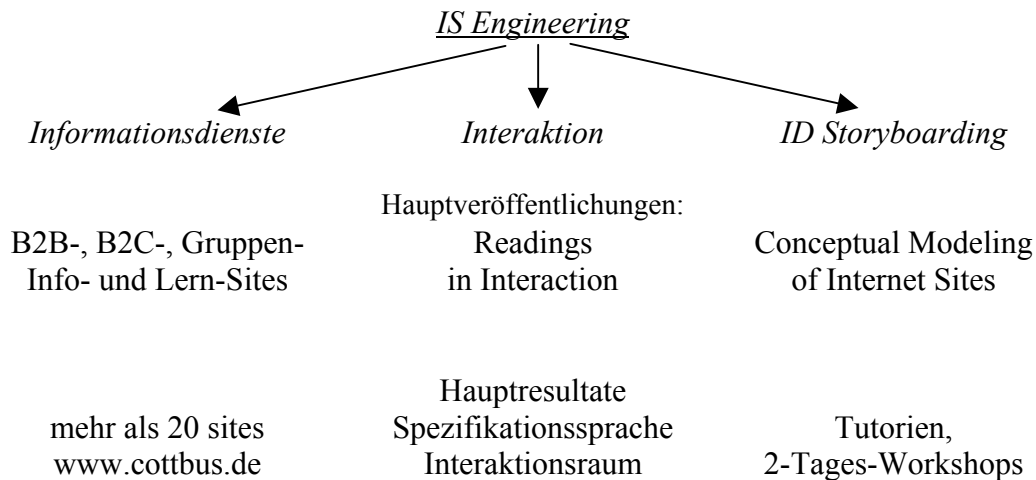 IS Engineering
Informationsdienste
Interaktion
ID Storyboarding
Hauptveröffentlichungen:
B2B-, B2C-, Gruppen-
Info- und Lern-Sites
Readings
in Interaction
Conceptual Modeling
of Internet Sites
mehr als 20 sites
www.cottbus.de
Hauptresultate
Spezifikationssprache
Interaktionsraum
Tutorien,
2-Tages-Workshops